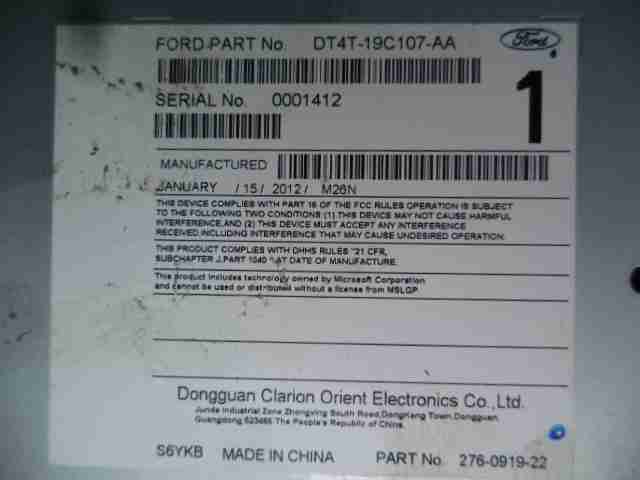 FORD PART No. DT4T-19C107-AA
Ford
SERIAL No. 0001412
1
MANUFACTURED
JANUARY / 15 / 2012 / M26N
THIS DEVICE COMPLIES WITH PART 15 OF THE FCC RULES OPERATION IS SUBJECT
TO THE FOLLOWING TWO CONDITIONS (1) THIS DEVICE MAY NOT CAUSE HARMFUL
INTERFERENCE,AND (2) THIS DEVICE MUST ACCEPT ANY INTERFERENCE
RECEIVED,INCLUDING INTERFERENCE THAT MAY CAUSE UNDESIRED OPERATION:
THIS PRODUCT COMPLIES WITH DHHS RULES "21 CFR,
SUBCHAPTER J.PART 1040 " AT DATE OF MANUFACTURE.
This product includes technology owned by Microsoft Corporation
and cannot be used or distributed without a license from MSLGP.
Dongguan Clarion Orient Electronics Co.,Ltd.
Junda Industrial Zone Zhongxing South Road,DongKeng Town,Dongguan,
Guangdong 523465 The People's Republic of China.
S6YKB MADE IN CHINA PART No. 276-0919-22